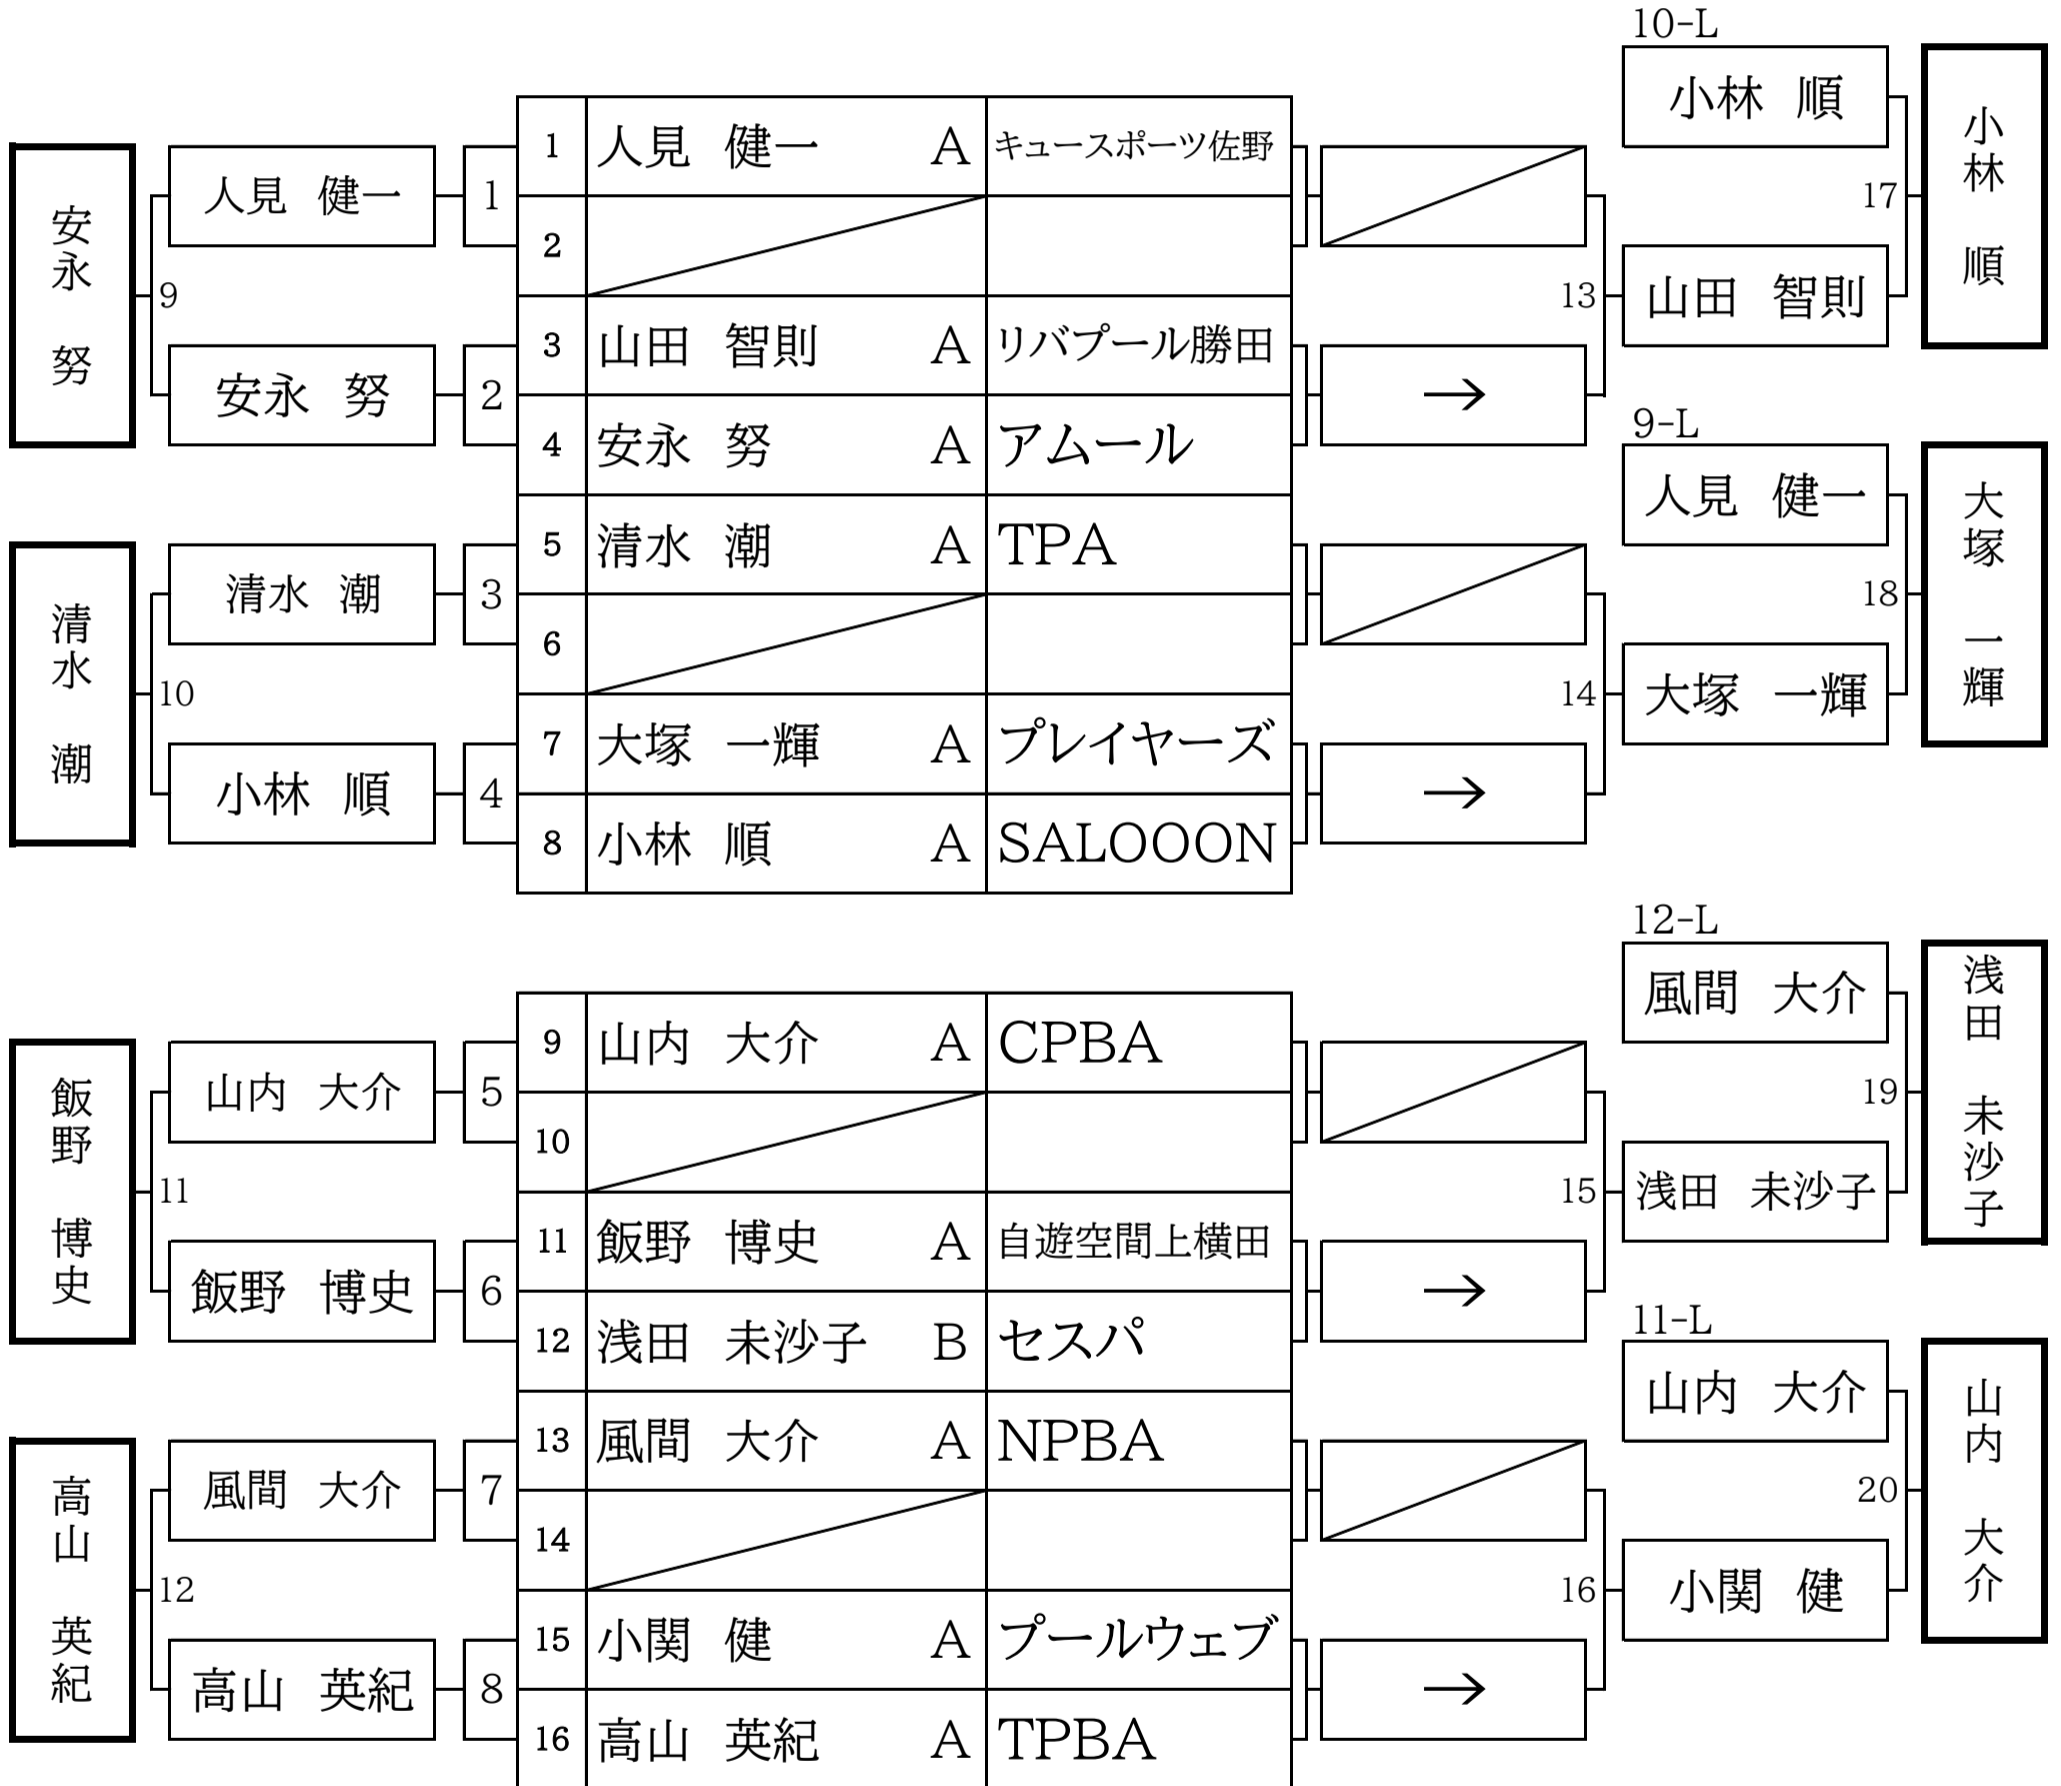 10-L
小林 順
小林 順
1 人見 健一 A キュースポーツ佐野
人見 健一 1
17
2
安永 努
9
13
山田 智則
3 山田 智則 A リバプール勝田
安永 努 2
→
9-L
4 安永 努 A アムール
人見 健一
大塚 一輝
5 清水 潮 A TPA
清水 潮 3
18
6
清水 潮
10
14
大塚 一輝
7 大塚 一輝 A プレイヤーズ
小林 順 4
→
8 小林 順 A SALOOON
12-L
風間 大介
浅田 未沙子
9 山内 大介 A CPBA
山内 大介 5
19
10
飯野 博史
11
15
浅田 未沙子
11 飯野 博史 A 自遊空間上横田
飯野 博史 6
→
11-L
12 浅田 未沙子 B セスパ
山内 大介
山内 大介
13 風間 大介 A NPBA
風間 大介 7
20
14
高山 英紀
12
16
小関 健
15 小関 健 A プールウェブ
高山 英紀 8
→
16 高山 英紀 A TPBA